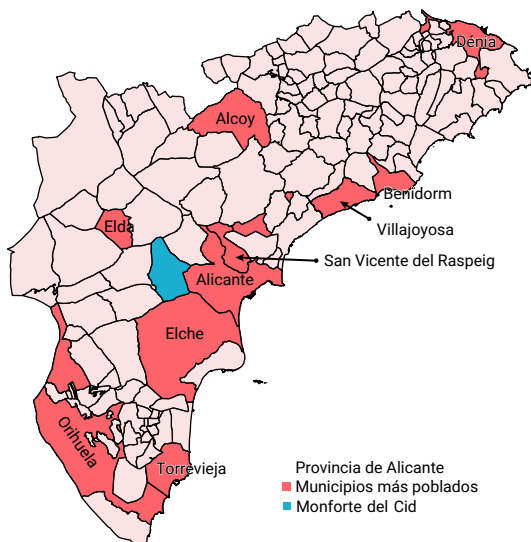 Dénia
Alcoy
Benidorm
Elda
Villajoyosa
San Vicente del Raspeig
Alicante
Elche
Orihuela
Torrevieja
Provincia de Alicante
Municipios más poblados
Monforte del Cid